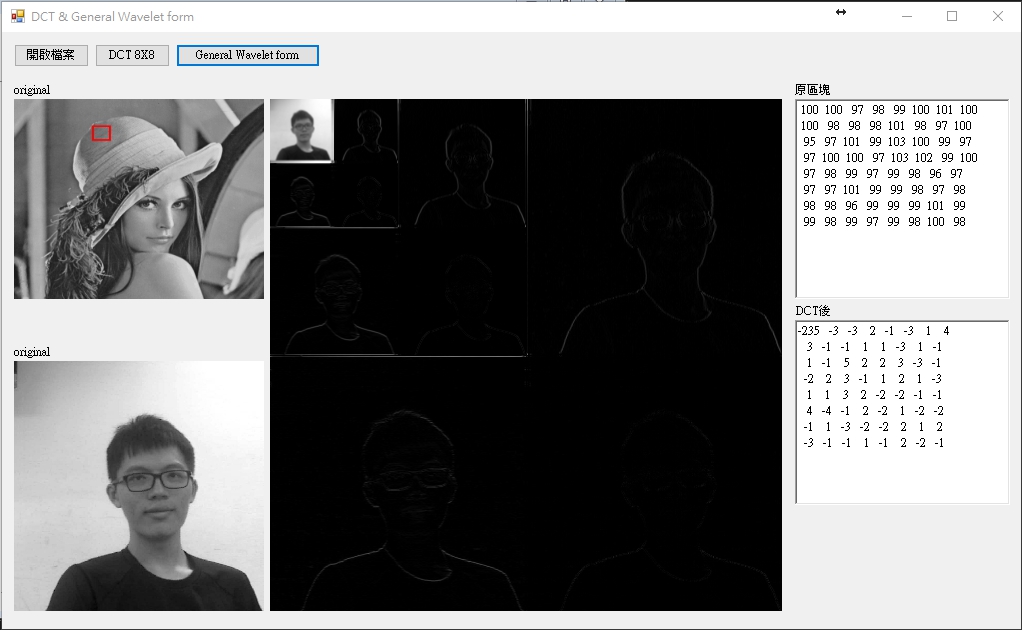 DCT & General Wavelet form
開啟檔案 DCT 8X8 General Wavelet form
original
原區塊
100 100 97 98 99 100 101 100
100 98 98 98 101 98 97 100
95 97 101 99 103 100 99 97
97 100 100 97 103 102 99 100
97 98 99 97 99 98 96 97
97 97 101 99 99 98 97 98
98 98 96 99 99 99 101 99
99 98 99 97 99 98 100 98
DCT後
-235 -3 -3 2 -1 -3 1 4
3 -1 -1 1 1 -3 1 -1
1 -1 5 2 2 3 -3 -1
-2 2 3 -1 1 2 1 -3
1 1 3 2 -2 -2 -1 -1
4 -4 -1 2 -2 1 -2 -2
-1 1 -3 -2 -2 2 1 2
-3 -1 -1 1 -1 2 -2 -1
original